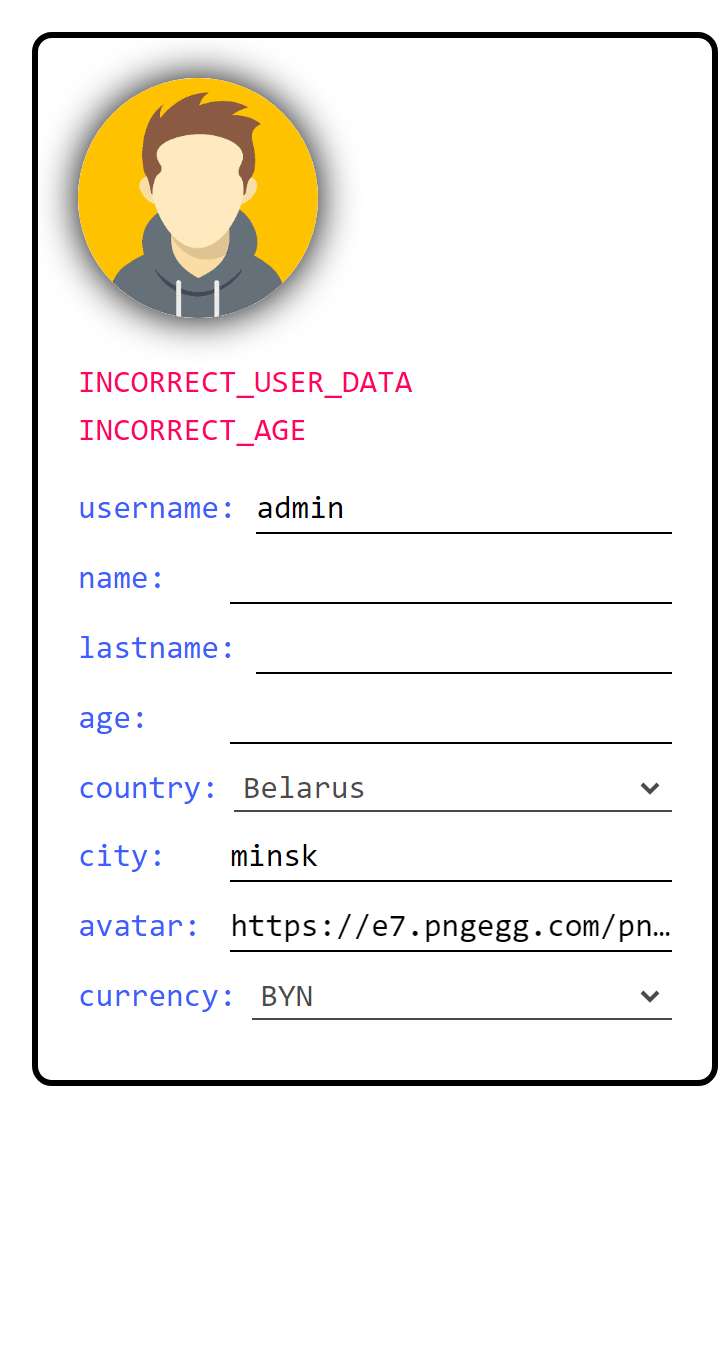 INCORRECT_USER_DATA
INCORRECT_AGE
username: admin
name:
lastname:
age:
country: Belarus
city: minsk
avatar: https://e7.pngegg.com/pn…
currency: BYN